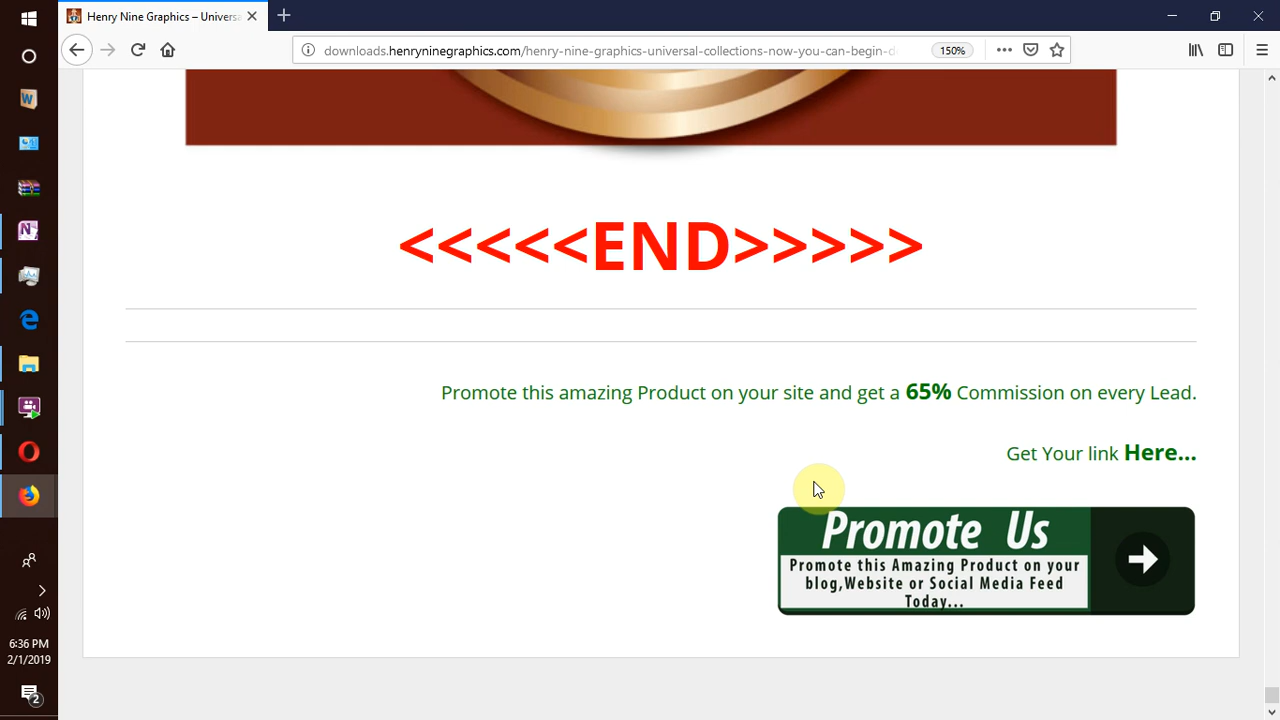 Henry Nine Graphics – Universa
downloads.henryninegraphics.com/henry-nine-graphics-universal-collections-now-you-can-begin-d
150%
<<<<<END>>>>>
Promote this amazing Product on your site and get a 65% Commission on every Lead.
Get Your link Here...
Promote Us
Promote this Amazing Product on your
blog,Website or Social Media Feed
Today...
6:36 PM
2/1/2019
2